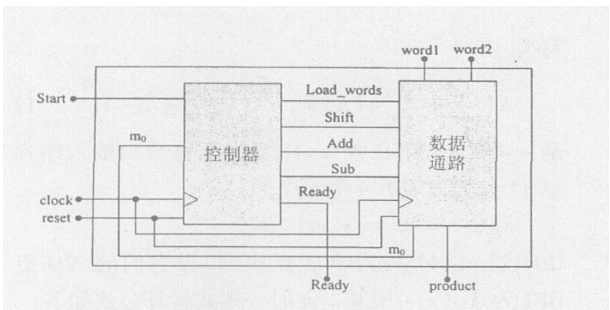 word1 word2
Start
Load_words
Shift
m₀
Add
控制器
数据
通路
Sub
Ready
clock
reset
m₀
Ready
product